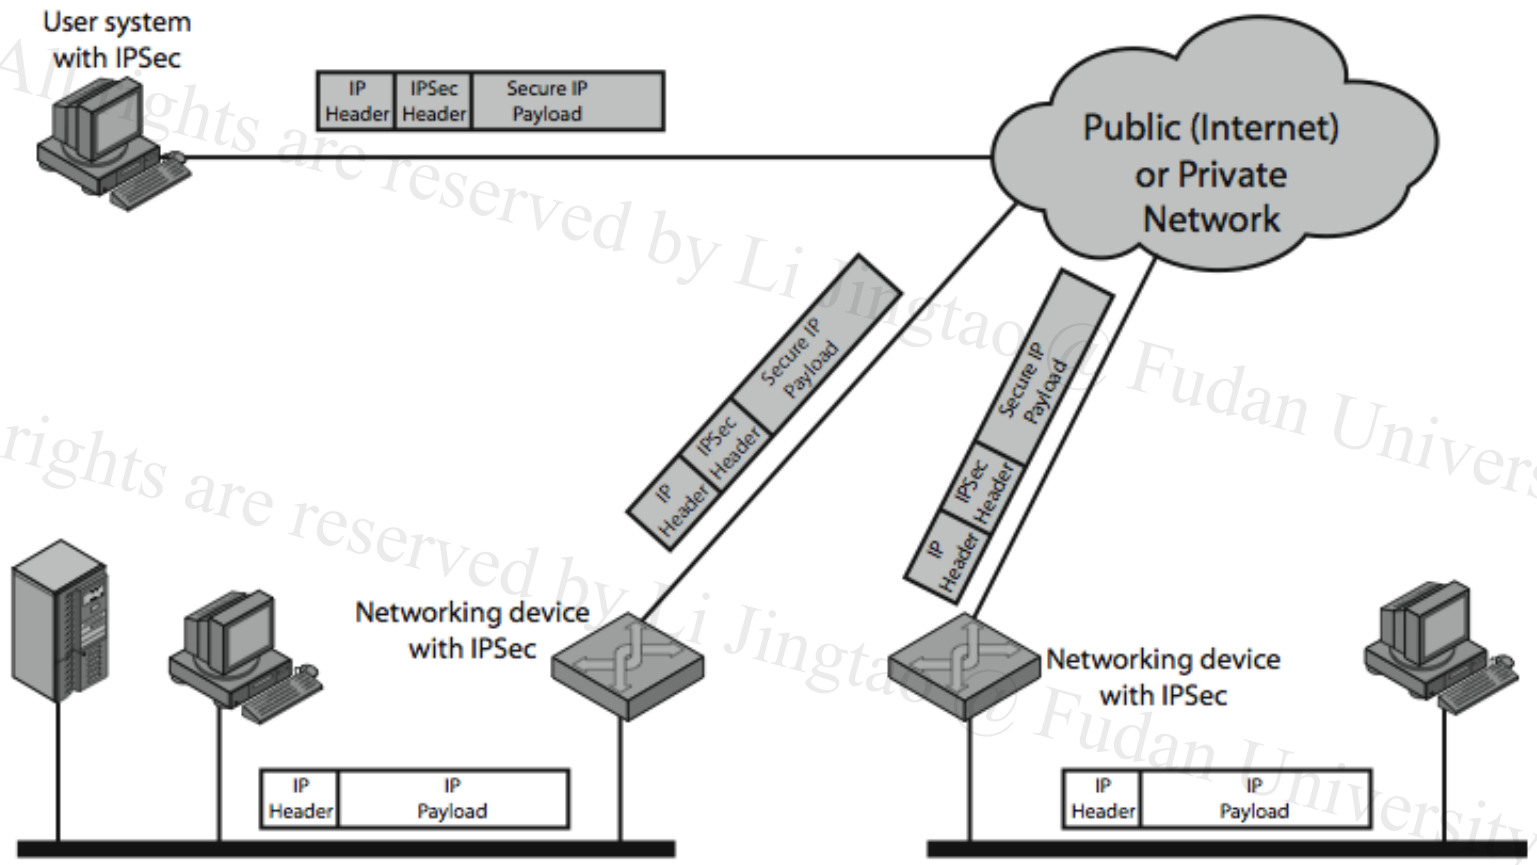 User system
with IPSec
IP
Header
IPSec
Header
Secure IP
Payload
Public (Internet)
or Private
Network
Secure IP
Payload
IPSec
Header
IP
Header
Secure IP
Payload
IPSec
Header
IP
Header
Networking device
with IPSec
Networking device
with IPSec
IP
Header
IP
Payload
IP
Header
IP
Payload
All rights are reserved by Li Jingtao @ Fudan Univers
rights are reserved by Li Jingtao @ Fudan University